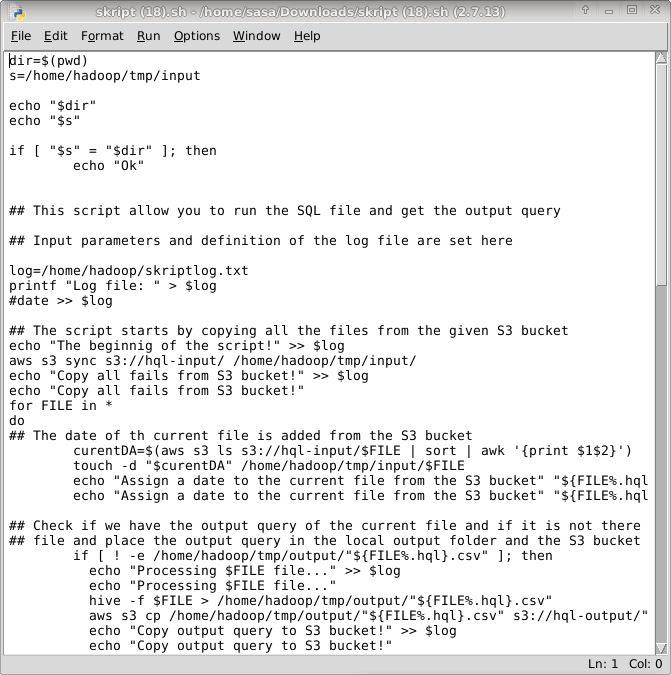 skript (18).sh - /home/sasa/Downloads/skript (18).sh (2.7.13)
File Edit Format Run Options Window Help
dir=$(pwd)
s=/home/hadoop/tmp/input
echo "$dir"
echo "$s"
if [ "$s" = "$dir" ]; then
        echo "Ok"
## This script allow you to run the SQL file and get the output query
## Input parameters and definition of the log file are set here
log=/home/hadoop/skriptlog.txt
printf "Log file: " > $log
#date >> $log
## The script starts by copying all the files from the given S3 bucket
echo "The beginnig of the script!" >> $log
aws s3 sync s3://hql-input/ /home/hadoop/tmp/input/
echo "Copy all fails from S3 bucket!" >> $log
echo "Copy all fails from S3 bucket!"
for FILE in *
do
## The date of th current file is added from the S3 bucket
        curentDA=$(aws s3 ls s3://hql-input/$FILE | sort | awk '{print $1$2}')
        touch -d "$curentDA" /home/hadoop/tmp/input/$FILE
        echo "Assign a date to the current file from the S3 bucket" "${FILE%.hql
        echo "Assign a date to the current file from the S3 bucket" "${FILE%.hql
## Check if we have the output query of the current file and if it is not there
## file and place the output query in the local output folder and the S3 bucket
        if [ ! -e /home/hadoop/tmp/output/"${FILE%.hql}.csv" ]; then
          echo "Processing $FILE file..." >> $log
          echo "Processing $FILE file..."
          hive -f $FILE > /home/hadoop/tmp/output/"${FILE%.hql}.csv"
          aws s3 cp /home/hadoop/tmp/output/"${FILE%.hql}.csv" s3://hql-output/"
          echo "Copy output query to S3 bucket!" >> $log
          echo "Copy output query to S3 bucket!"
Ln: 1 Col: 0